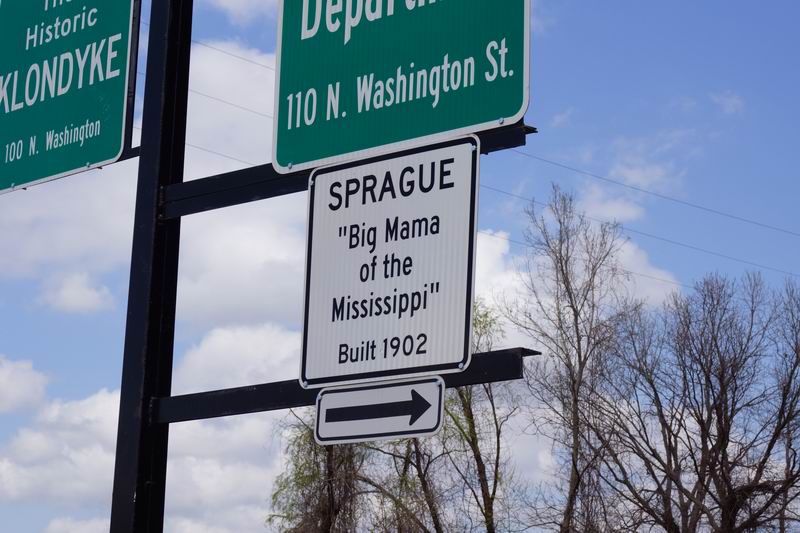 Historic
KLONDYKE
100 N. Washington
110 N. Washington St.
SPRAGUE
"Big Mama
of the
Mississippi"
Built 1902